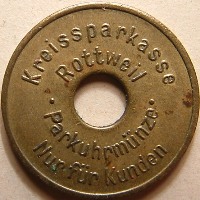 Kreissparkasse
Rottweil
· Parkuhrmünze ·
Nur für Kunden